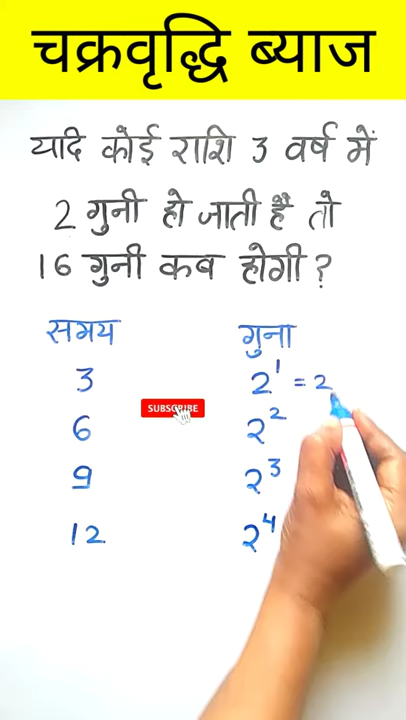 चक्रवृद्धि ब्याज
यदि कोई राशि 3 वर्ष में
2 गुनी हो जाती है तो
16 गुनी कब होगी ?
समय गुना
3 2¹ = 2
SUBSCRIBE
6 2²
9 2³
12 2⁴